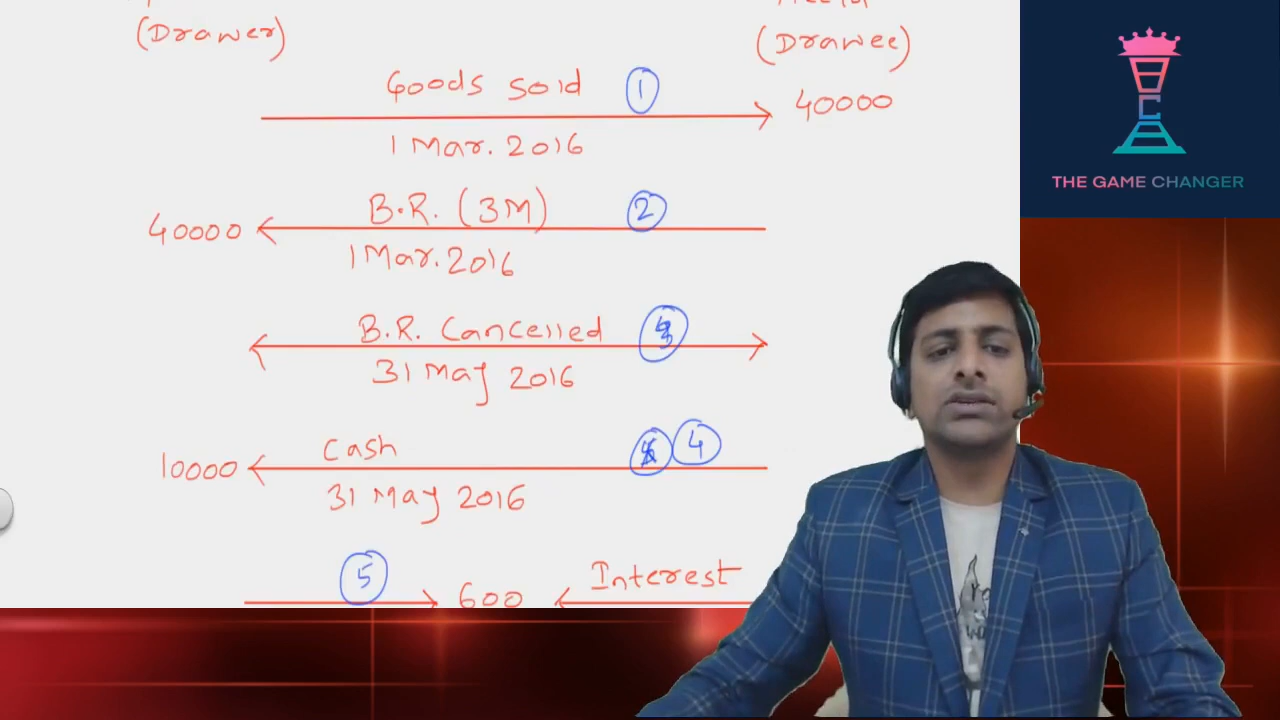 (Drawer)
(Drawee)
Goods Sold 1
40000
1 Mar. 2016
B.R. (3M) 2
40000
1 Mar. 2016
B.R. Cancelled
31 May 2016
Cash 4
10000
31 May 2016
5
600
Interest
THE GAME CHANGER